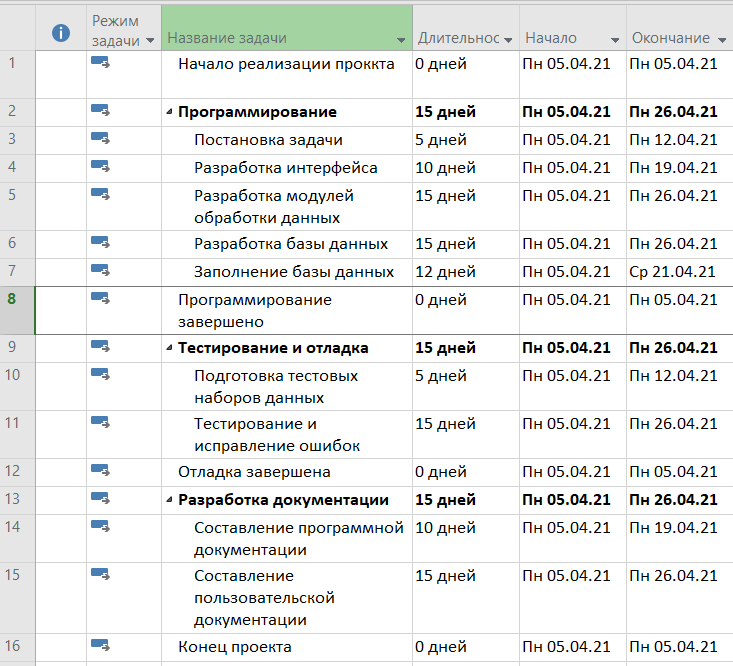 Режим задачи Название задачи Длительнос Начало Окончание
1 Начало реализации проккта 0 дней Пн 05.04.21 Пн 05.04.21
2 Программирование 15 дней Пн 05.04.21 Пн 26.04.21
3 Постановка задачи 5 дней Пн 05.04.21 Пн 12.04.21
4 Разработка интерфейса 10 дней Пн 05.04.21 Пн 19.04.21
5 Разработка модулей 15 дней Пн 05.04.21 Пн 26.04.21
обработки данных
6 Разработка базы данных 15 дней Пн 05.04.21 Пн 26.04.21
7 Заполнение базы данных 12 дней Пн 05.04.21 Ср 21.04.21
8 Программирование 0 дней Пн 05.04.21 Пн 05.04.21
завершено
9 Тестирование и отладка 15 дней Пн 05.04.21 Пн 26.04.21
10 Подготовка тестовых 5 дней Пн 05.04.21 Пн 12.04.21
наборов данных
11 Тестирование и 15 дней Пн 05.04.21 Пн 26.04.21
исправление ошибок
12 Отладка завершена 0 дней Пн 05.04.21 Пн 05.04.21
13 Разработка документации 15 дней Пн 05.04.21 Пн 26.04.21
14 Составление программной 10 дней Пн 05.04.21 Пн 19.04.21
документации
15 Составление 15 дней Пн 05.04.21 Пн 26.04.21
пользовательской
документации
16 Конец проекта 0 дней Пн 05.04.21 Пн 05.04.21